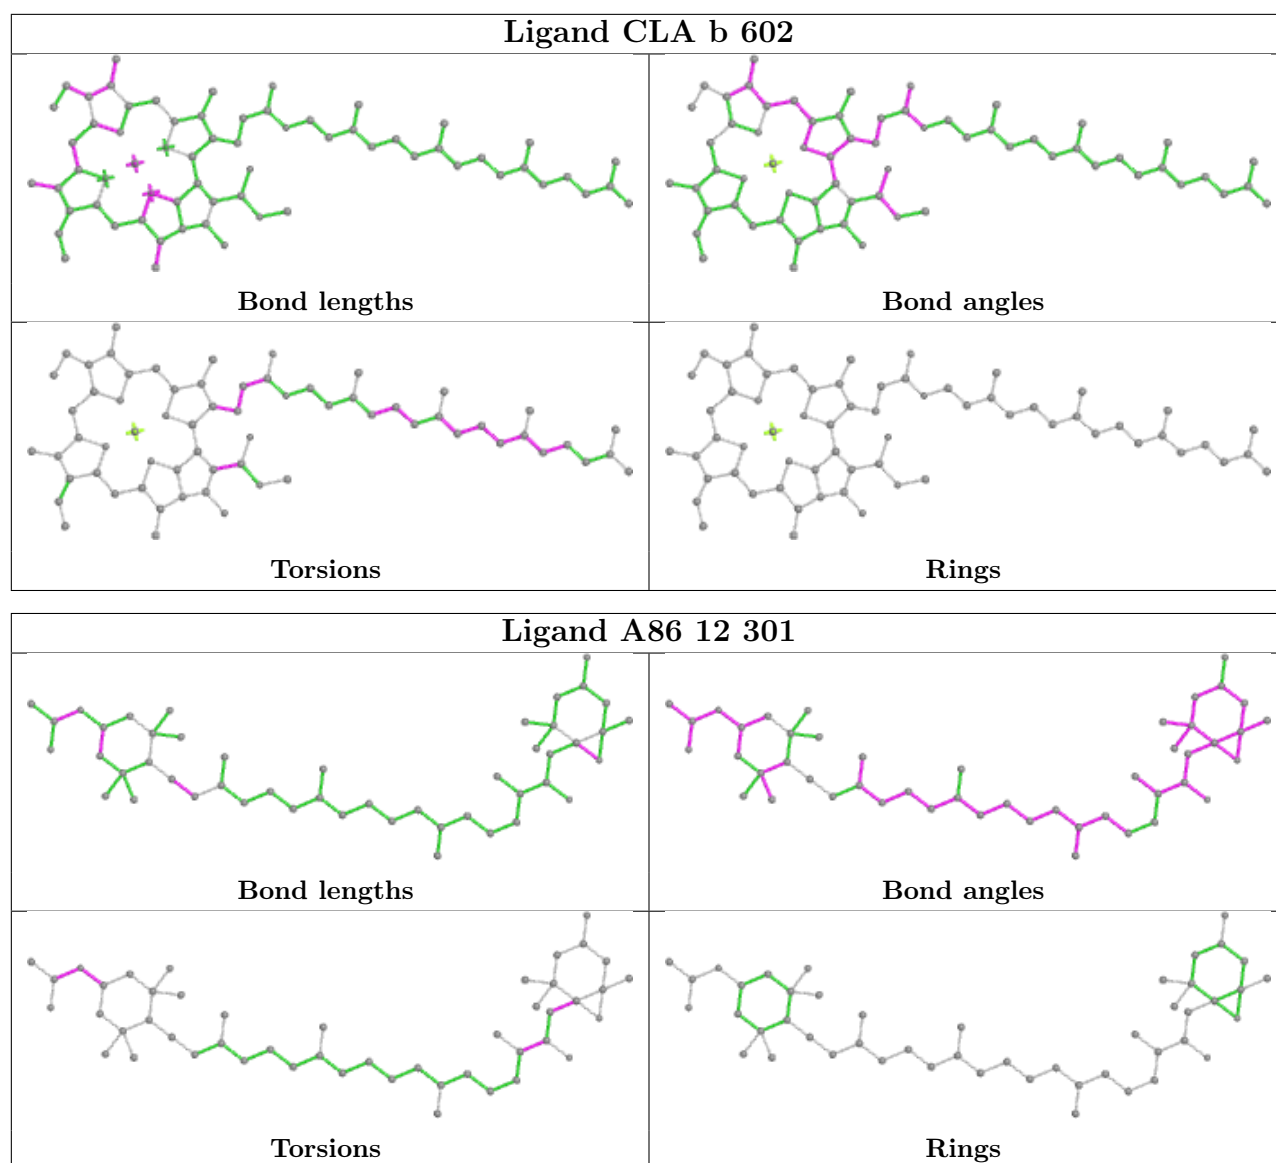 Ligand CLA b 602
Bond lengths
Bond angles
Torsions
Rings
Ligand A86 12 301
Bond lengths
Bond angles
Torsions
Rings